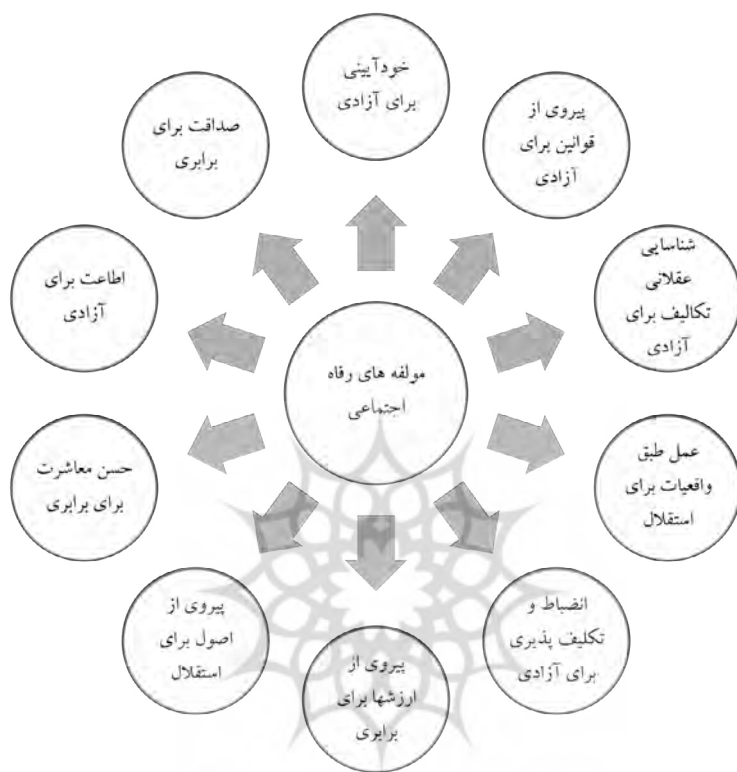 خودآیینی
برای آزادی
پیروی از
قوانین برای
آزادی
شناسایی
عقلانی
تکالیف برای
آزادی
عمل طبق
واقعیات برای
استقلال
انضباط و
تکلیف پذیری
برای آزادی
پیروی از
ارزشها برای
برابری
پیروی از
اصول برای
استقلال
حسن معاشرت
برای برابری
اطاعت برای
آزادی
صداقت برای
برابری
مولفه های رفاه
اجتماعی